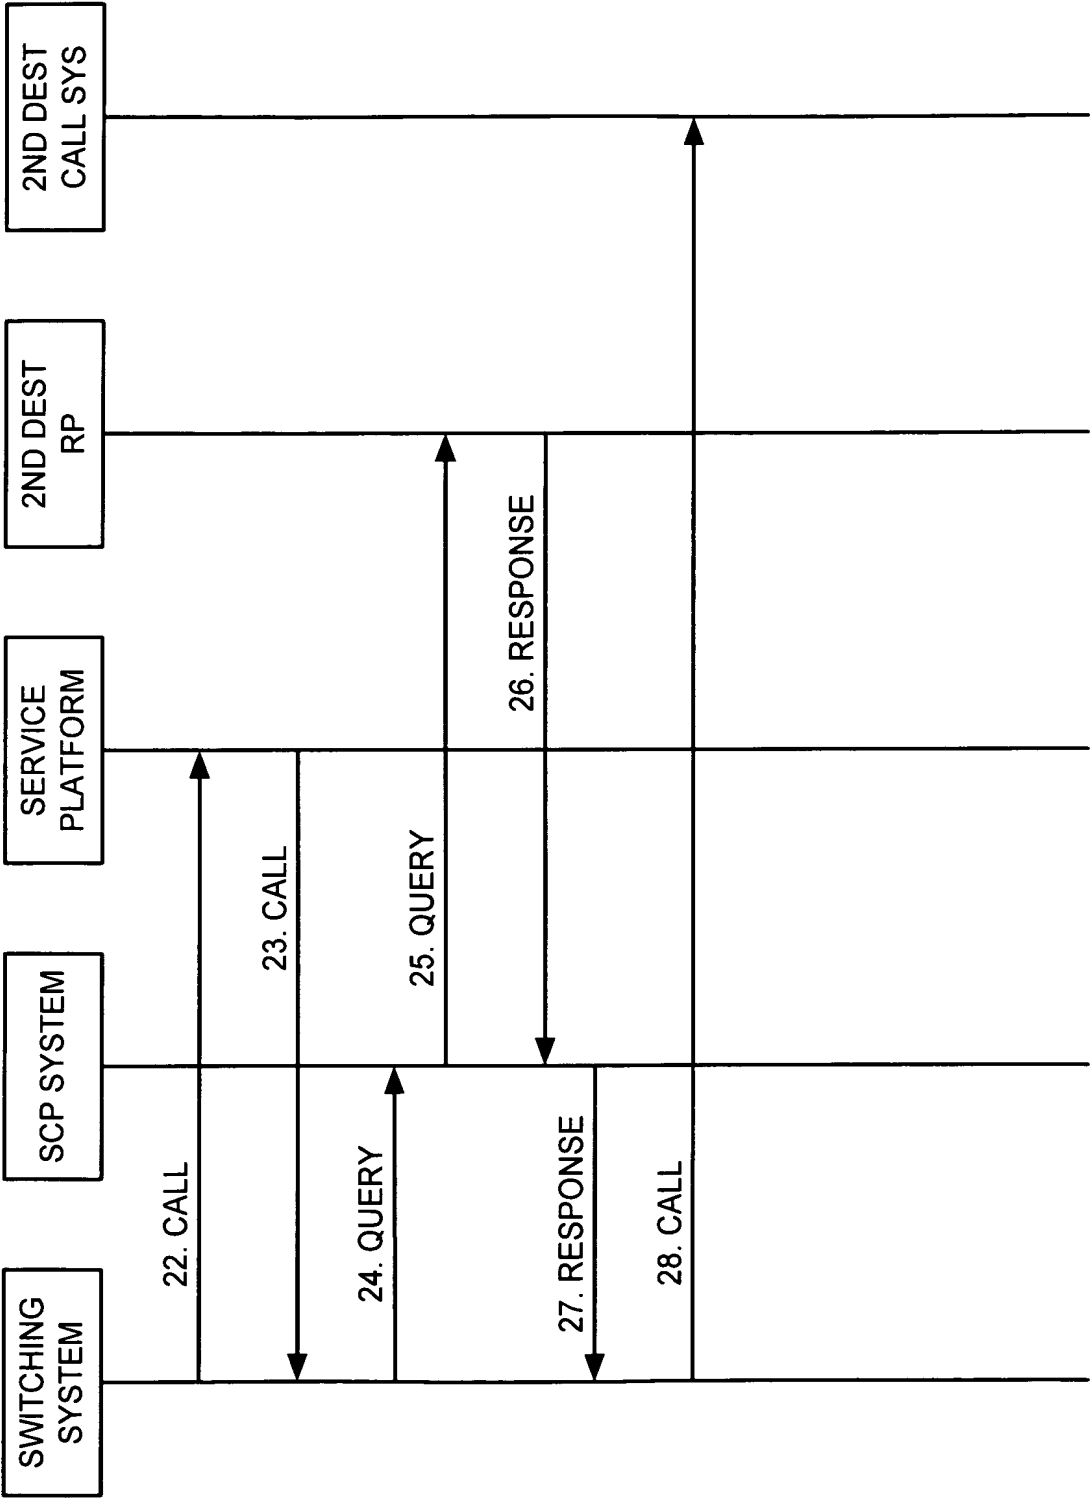 SWITCHING
SYSTEM
SCP SYSTEM
SERVICE
PLATFORM
2ND DEST
RP
2ND DEST
CALL SYS
22. CALL
23. CALL
24. QUERY
25. QUERY
26. RESPONSE
27. RESPONSE
28. CALL